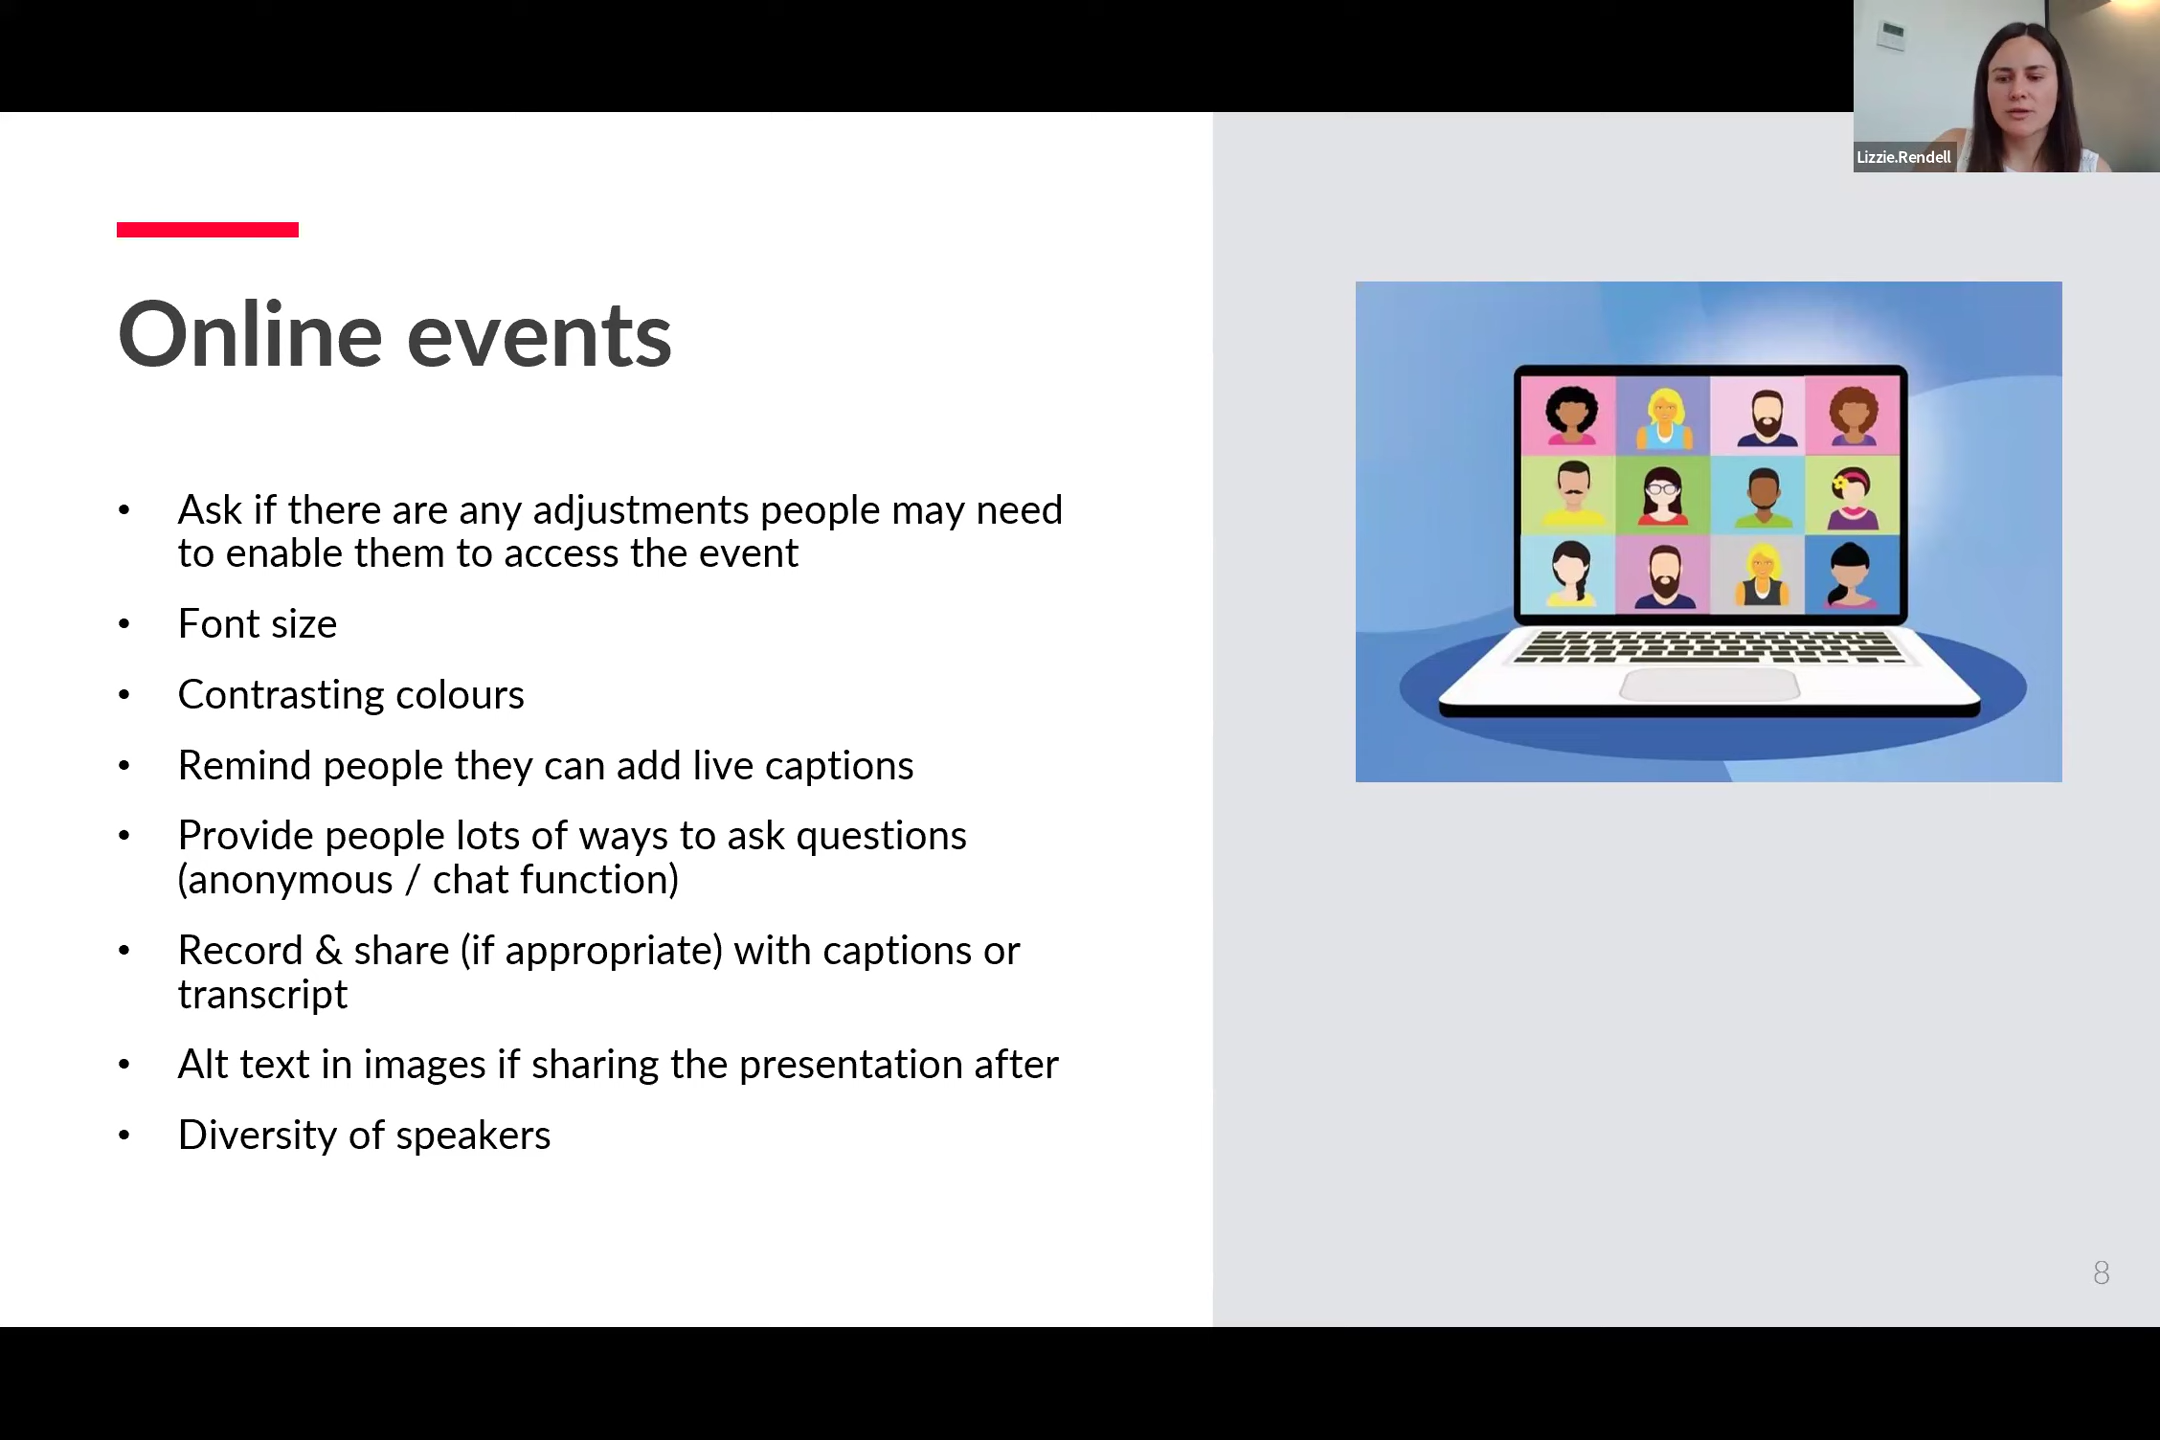 Lizzie.Rendell
Online events
• Ask if there are any adjustments people may need
to enable them to access the event
• Font size
• Contrasting colours
• Remind people they can add live captions
• Provide people lots of ways to ask questions
(anonymous / chat function)
• Record & share (if appropriate) with captions or
transcript
• Alt text in images if sharing the presentation after
• Diversity of speakers
8